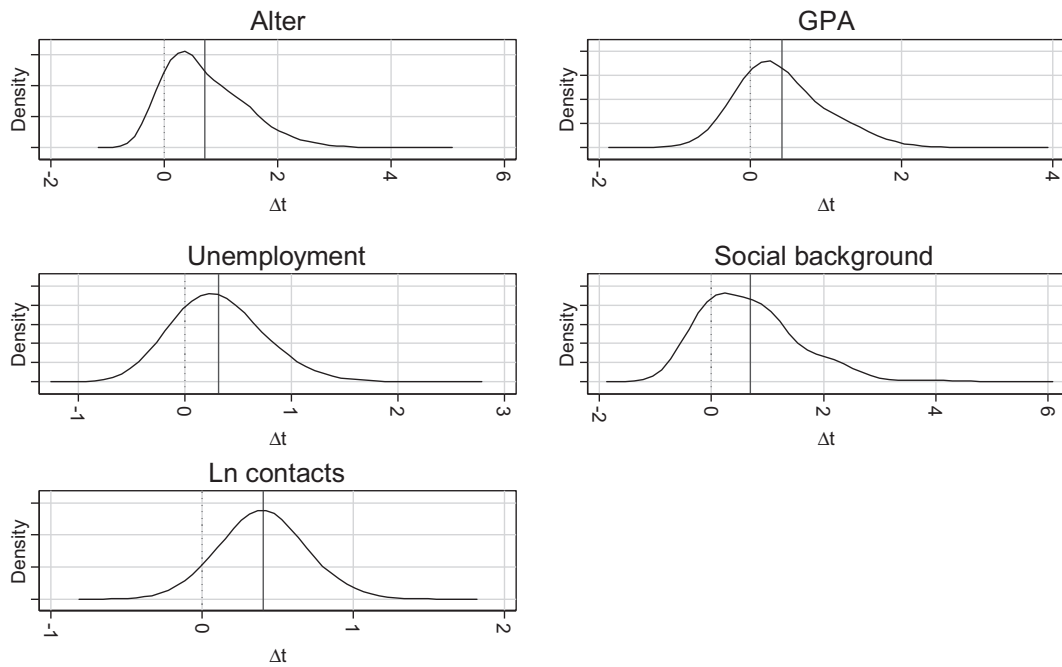 Alter
Density
-2 0 2 4 6
Δt
GPA
Density
-2 0 2 4
Δt
Unemployment
Density
-1 0 1 2 3
Δt
Social background
Density
-2 0 2 4 6
Δt
Ln contacts
Density
-1 0 1 2
Δt